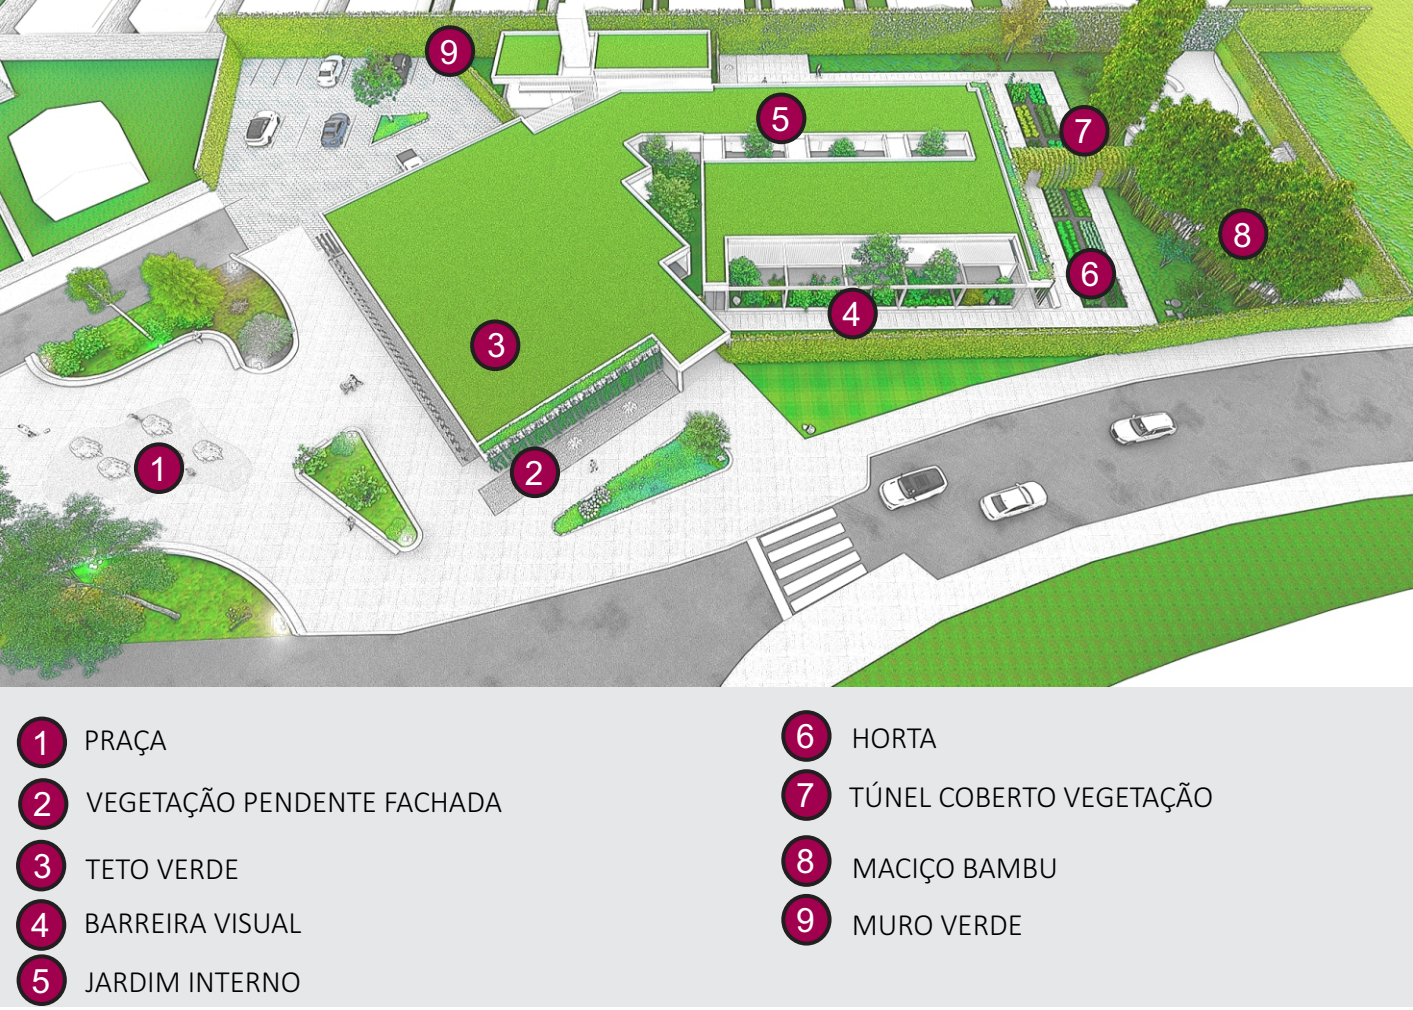 9
5
7
8
6
4
3
1
2
1 PRAÇA
2 VEGETAÇÃO PENDENTE FACHADA
3 TETO VERDE
4 BARREIRA VISUAL
5 JARDIM INTERNO
6 HORTA
7 TÚNEL COBERTO VEGETAÇÃO
8 MACIÇO BAMBU
9 MURO VERDE